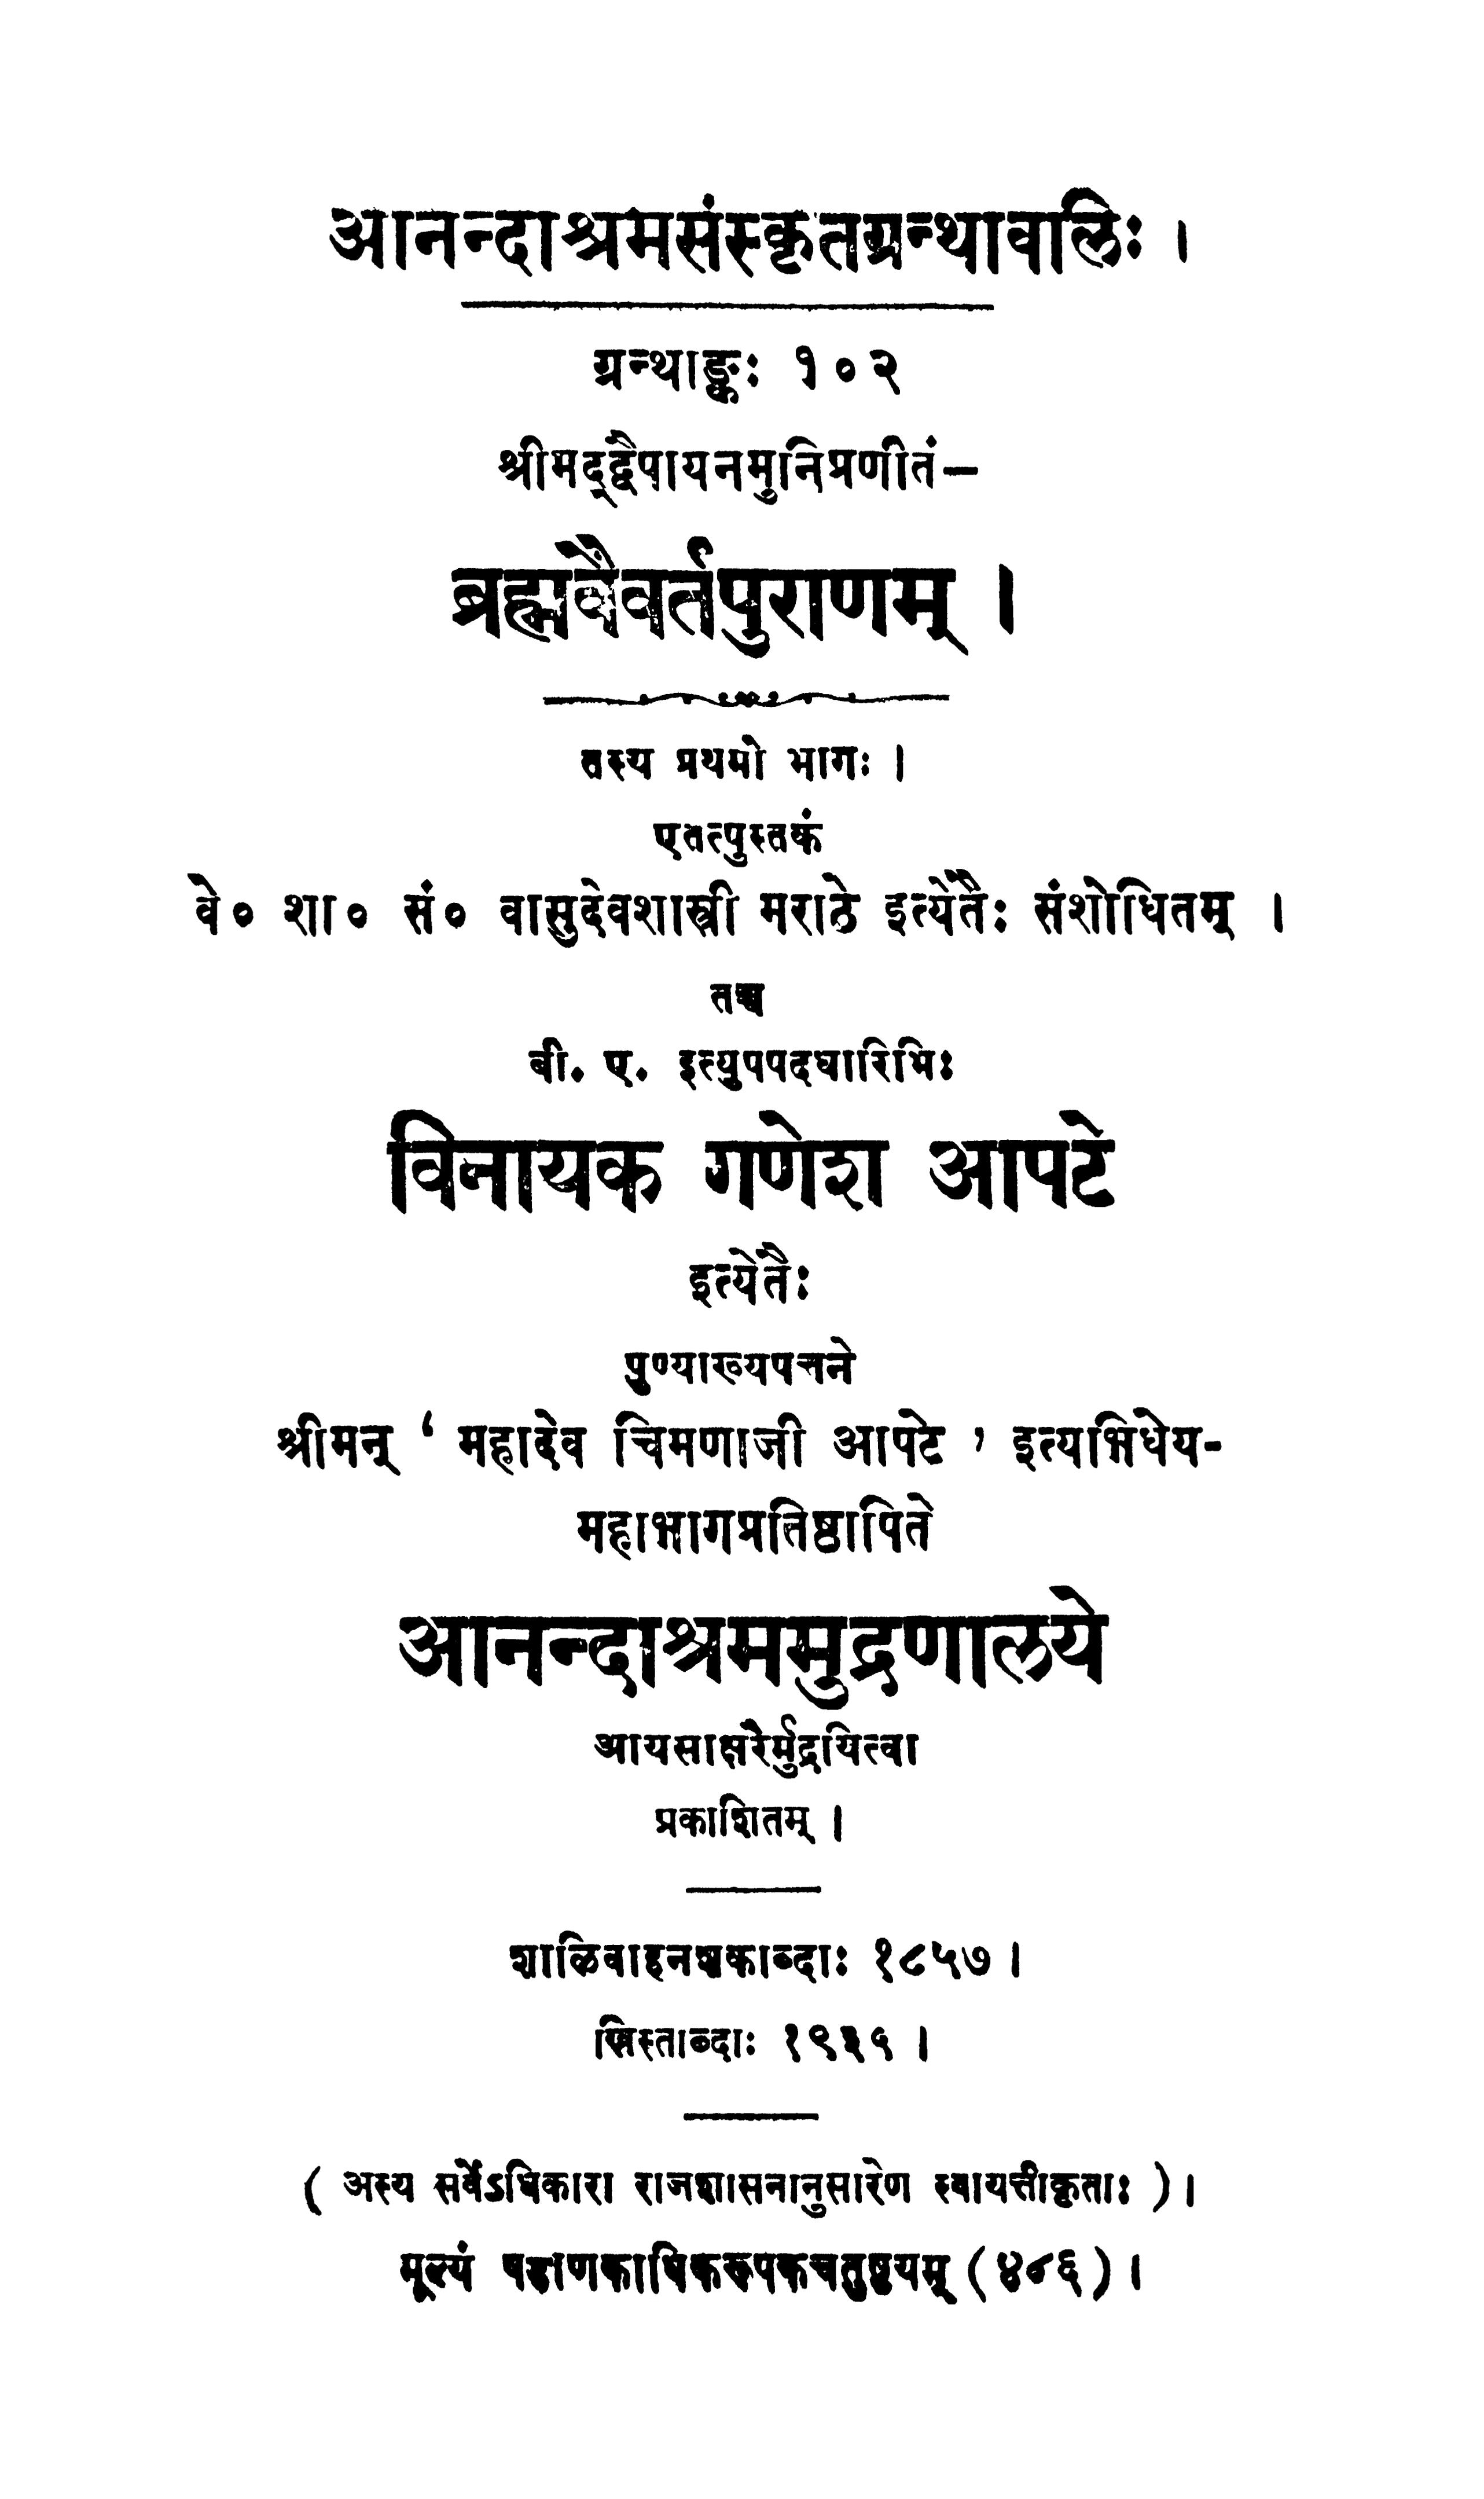 आनन्दाश्रमसंस्कृतग्रन्थावलिः ।
ग्रन्थाङ्कः १०२
श्रीमद्द्वैपायनमुनिप्रणीतं—
ब्रह्मवैवर्तपुराणम् ।
तस्य प्रथमो भागः ।
एतत्पुस्तकं
वे० शा० सं० वासुदेवशास्त्री मराठे इत्येतैः संशोधितम् ।
तच्च
बी. ए. इत्युपपदधारिभिः
विनायक गणेश आपटे
इत्येतैः
पुण्याख्यपत्तने
श्रीमन् ‘ महादेव चिमणाजी आपटे ’ इत्यभिधेय-
महाभागप्रतिष्ठापिते
आनन्दाश्रममुद्रणालये
आयसाक्षरैर्मुद्रयित्वा
प्रकाशितम् ।
शालिवाहनशकाब्दाः १८५७ ।
ख्रिस्ताब्दाः १९३५ ।
( अस्य सर्वेऽधिकारा राजशासनानुसारेण स्वायत्तीकृताः ) ।
मूल्यं रूपकचतुष्टयम् (४८६) ।